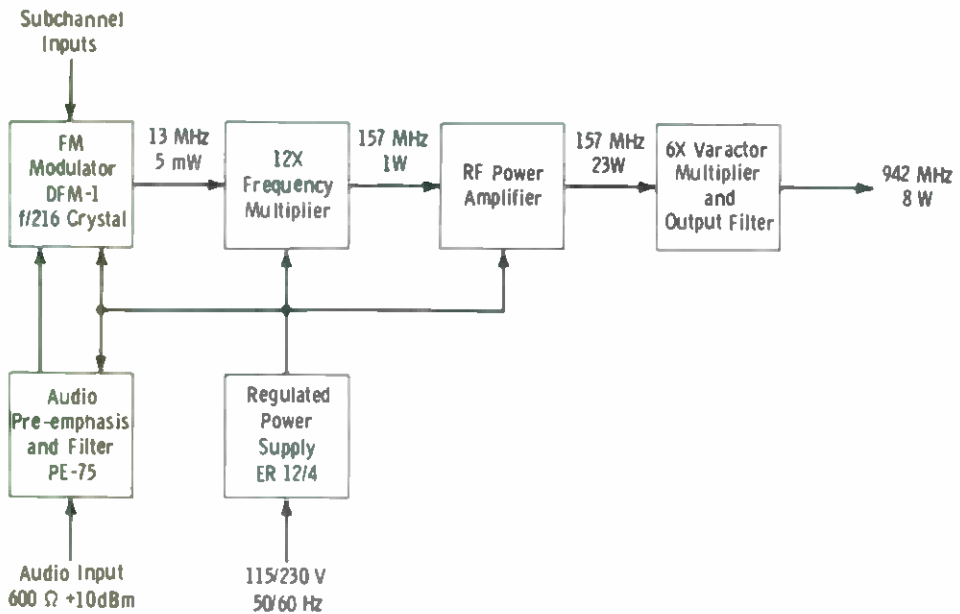 Subchannel
Inputs
FM
Modulator
DFM-1
f/216 Crystal
13 MHz
5 mW
12X
Frequency
Multiplier
157 MHz
1W
RF Power
Amplifier
157 MHz
23W
6X Varactor
Multiplier
and
Output Filter
942 MHz
8 W
Audio
Pre-emphasis
and Filter
PE-75
Regulated
Power
Supply
ER 12/4
Audio Input
600 Ω +10dBm
115/230 V
50/60 Hz